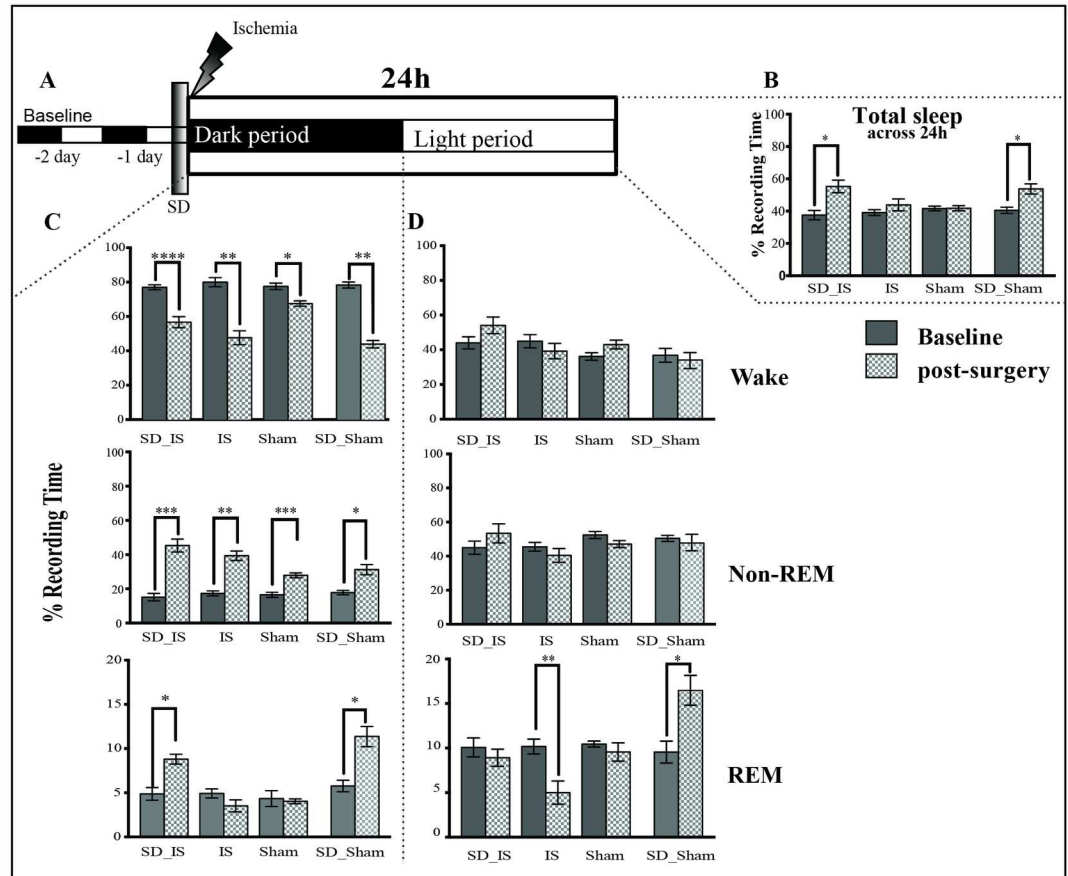 Ischemia
A
24h
B
Baseline
Dark period
Light period
-2 day
-1 day
SD
Total sleep
across 24h
% Recording Time
100
80
60
40
20
0
*
*
SD_IS
IS
Sham
SD_Sham
C
D
100
80
60
40
20
0
****
**
*
**
SD_IS
IS
Sham
SD_Sham
100
80
60
40
20
0
SD_IS
IS
Sham
SD_Sham
Wake
Baseline
post-surgery
% Recording Time
100
80
60
40
20
0
***
**
***
*
SD_IS
IS
Sham
SD_Sham
100
80
60
40
20
0
SD_IS
IS
Sham
SD_Sham
Non-REM
20
15
10
5
0
*
*
SD_IS
IS
Sham
SD_Sham
20
15
10
5
0
**
*
SD_IS
IS
Sham
SD_Sham
REM